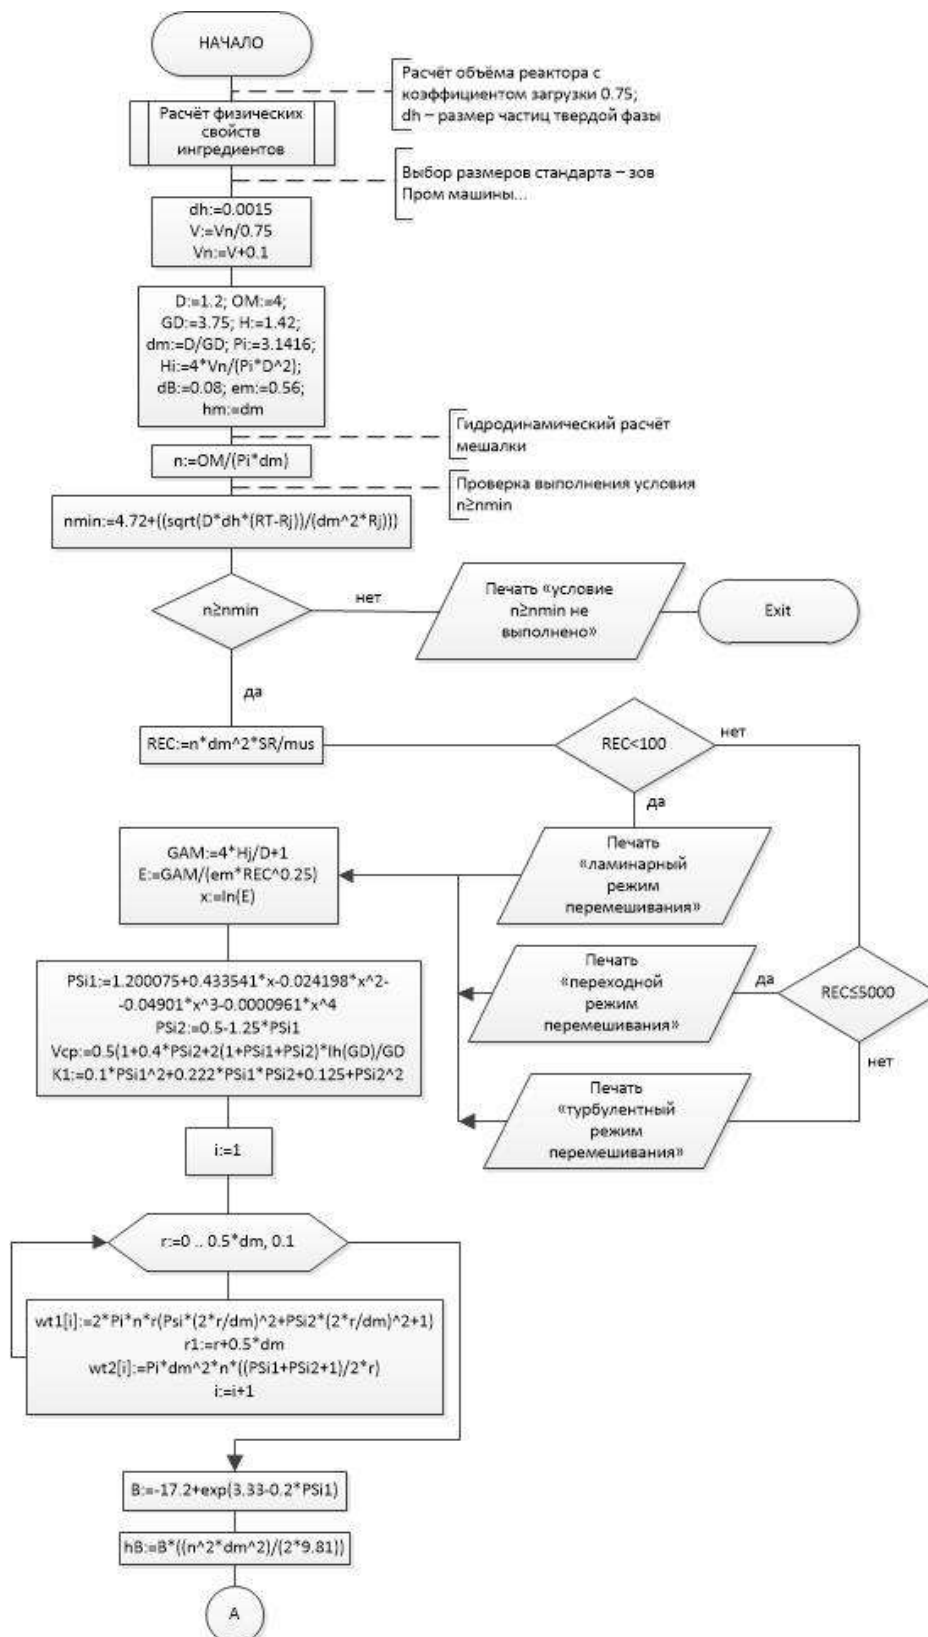 НАЧАЛО
Расчёт объёма реактора с
коэффициентом загрузки 0.75;
dh – размер частиц твердой фазы
Расчёт физических
свойств
ингредиентов
Выбор размеров стандарта – зов
Пром машины...
dh:=0.0015
V:=Vn/0.75
Vn:=V+0.1
D:=1.2; OM:=4;
GD:=3.75; H:=1.42;
dm:=D/GD; Pi:=3.1416;
Hi:=4*Vn/(Pi*D^2);
dB:=0.08; em:=0.56;
hm:=dm
Гидродинамический расчёт
мешалки
n:=OM/(Pi*dm)
Проверка выполнения условия
n≥nmin
nmin:=4.72+((sqrt(D*dh*(RT-Rj))/(dm^2*Rj)))
n≥nmin
нет
Печать «условие
n≥nmin не
выполнено»
Exit
да
REC:=n*dm^2*SR/mus
REC<100
нет
да
Печать
«ламинарный
режим
перемешивания»
GAM:=4*Hj/D+1
E:=GAM/(em*REC^0.25)
x:=ln(E)
Печать
«переходной
режим
перемешивания»
да
REC≤5000
нет
PSi1:=1.200075+0.433541*x-0.024198*x^2-
-0.04901*x^3-0.0000961*x^4
PSi2:=0.5-1.25*PSi1
Vcp:=0.5(1+0.4*PSi2+2(1+PSi1+PSi2)*lh(GD)/GD
K1:=0.1*PSi1^2+0.222*PSi1*PSi2+0.125+PSi2^2
Печать
«турбулентный
режим
перемешивания»
i:=1
r:=0 .. 0.5*dm, 0.1
wt1[i]:=2*Pi*n*r(Psi*(2*r/dm)^2+PSi2*(2*r/dm)^2+1)
r1:=r+0.5*dm
wt2[i]:=Pi*dm^2*n*((PSi1+PSi2+1)/2*r)
i:=i+1
B:=-17.2+exp(3.33-0.2*PSi1)
hB:=B*((n^2*dm^2)/(2*9.81))
A